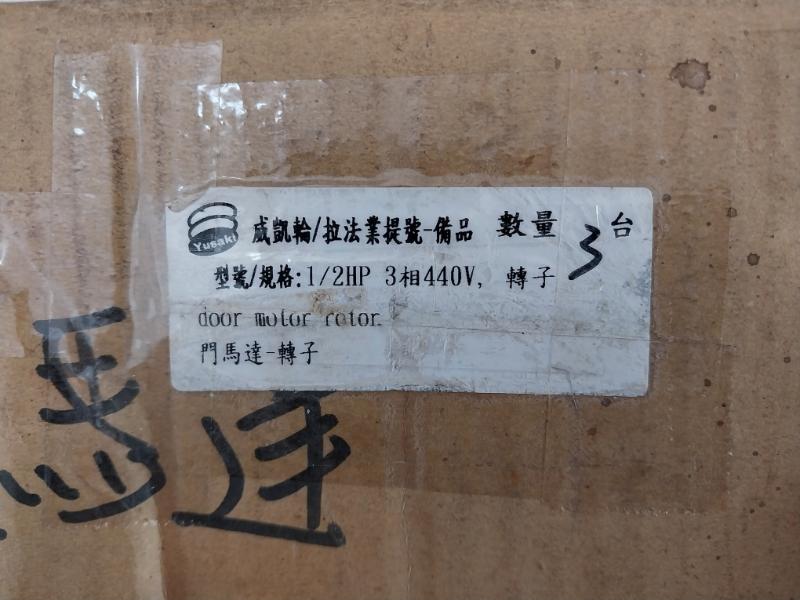 Yusaki
威凱輪/拉法業提號-備品 數量 3 台
型號/規格:1/2HP 3相440V, 轉子
door motor rotor
門馬達-轉子
馬達